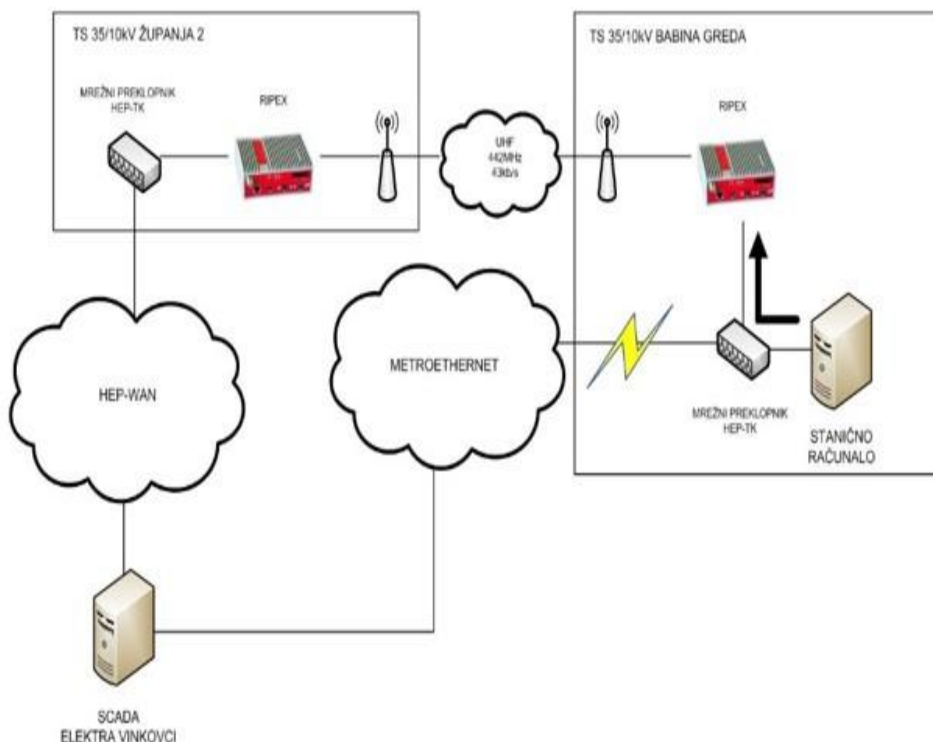 TS 35/10kV ŽUPANJA 2
MREŽNI PREKLOPNIK
HEP-TK
RIPEX
UHF
442MHz
43kb/s
TS 35/10kV BABINA GREDA
RIPEX
MREŽNI PREKLOPNIK
HEP-TK
STANIČNO
RAČUNALO
METROETHERNET
HEP-WAN
SCADA
ELEKTRA VINKOVCI